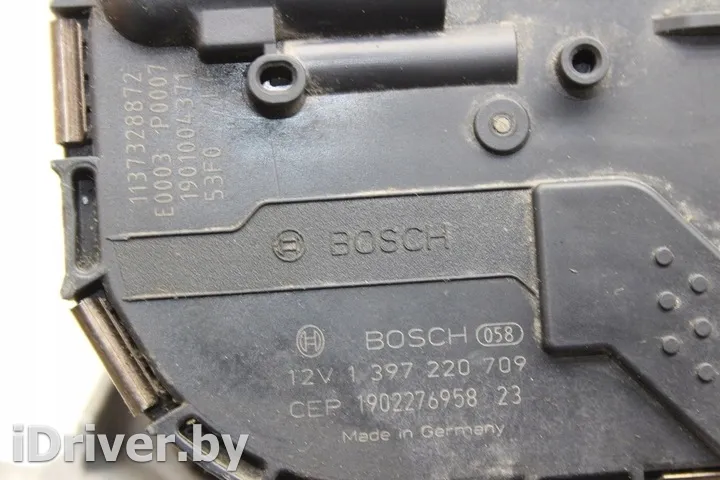 1137328872
E0003 P0007
1901004371
53F0
BOSCH
BOSCH 058
12V 1 397 220 709
CEP 1902276958 23
Made in Germany
iDriver.by